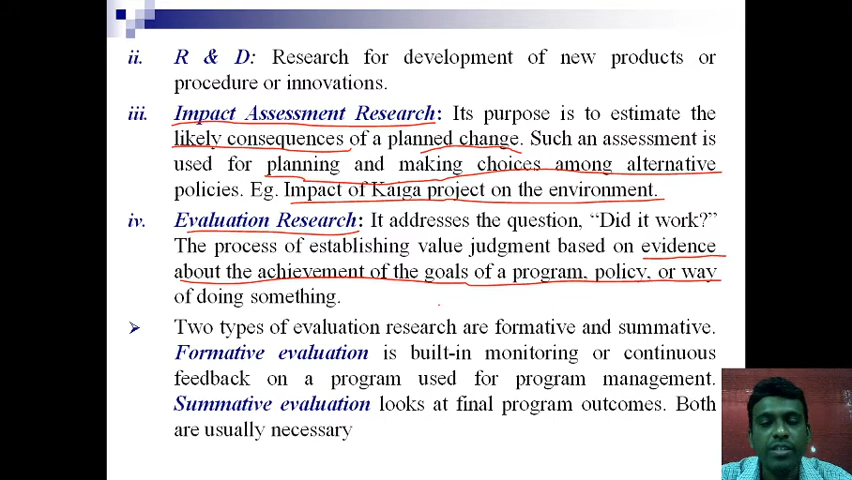 ii. R & D: Research for development of new products or
procedure or innovations.
iii. Impact Assessment Research: Its purpose is to estimate the
likely consequences of a planned change. Such an assessment is
used for planning and making choices among alternative
policies. Eg. Impact of Kaiga project on the environment.
iv. Evaluation Research: It addresses the question, “Did it work?”
The process of establishing value judgment based on evidence
about the achievement of the goals of a program, policy, or way
of doing something.
➢ Two types of evaluation research are formative and summative.
Formative evaluation is built-in monitoring or continuous
feedback on a program used for program management.
Summative evaluation looks at final program outcomes. Both
are usually necessary